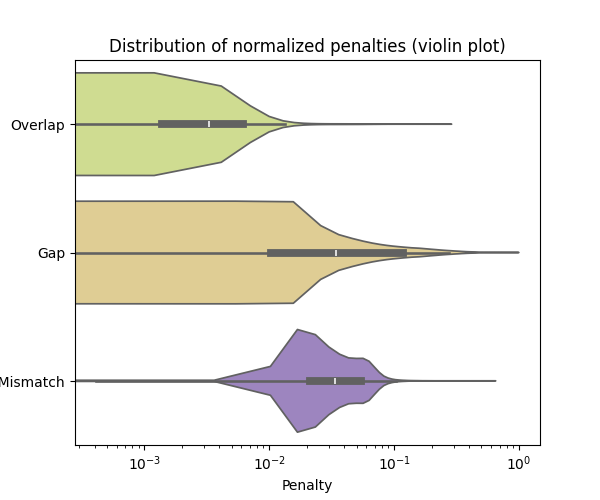 Distribution of normalized penalties (violin plot)
Overlap
Gap
Mismatch
10⁻³ 10⁻² 10⁻¹ 10⁰
Penalty